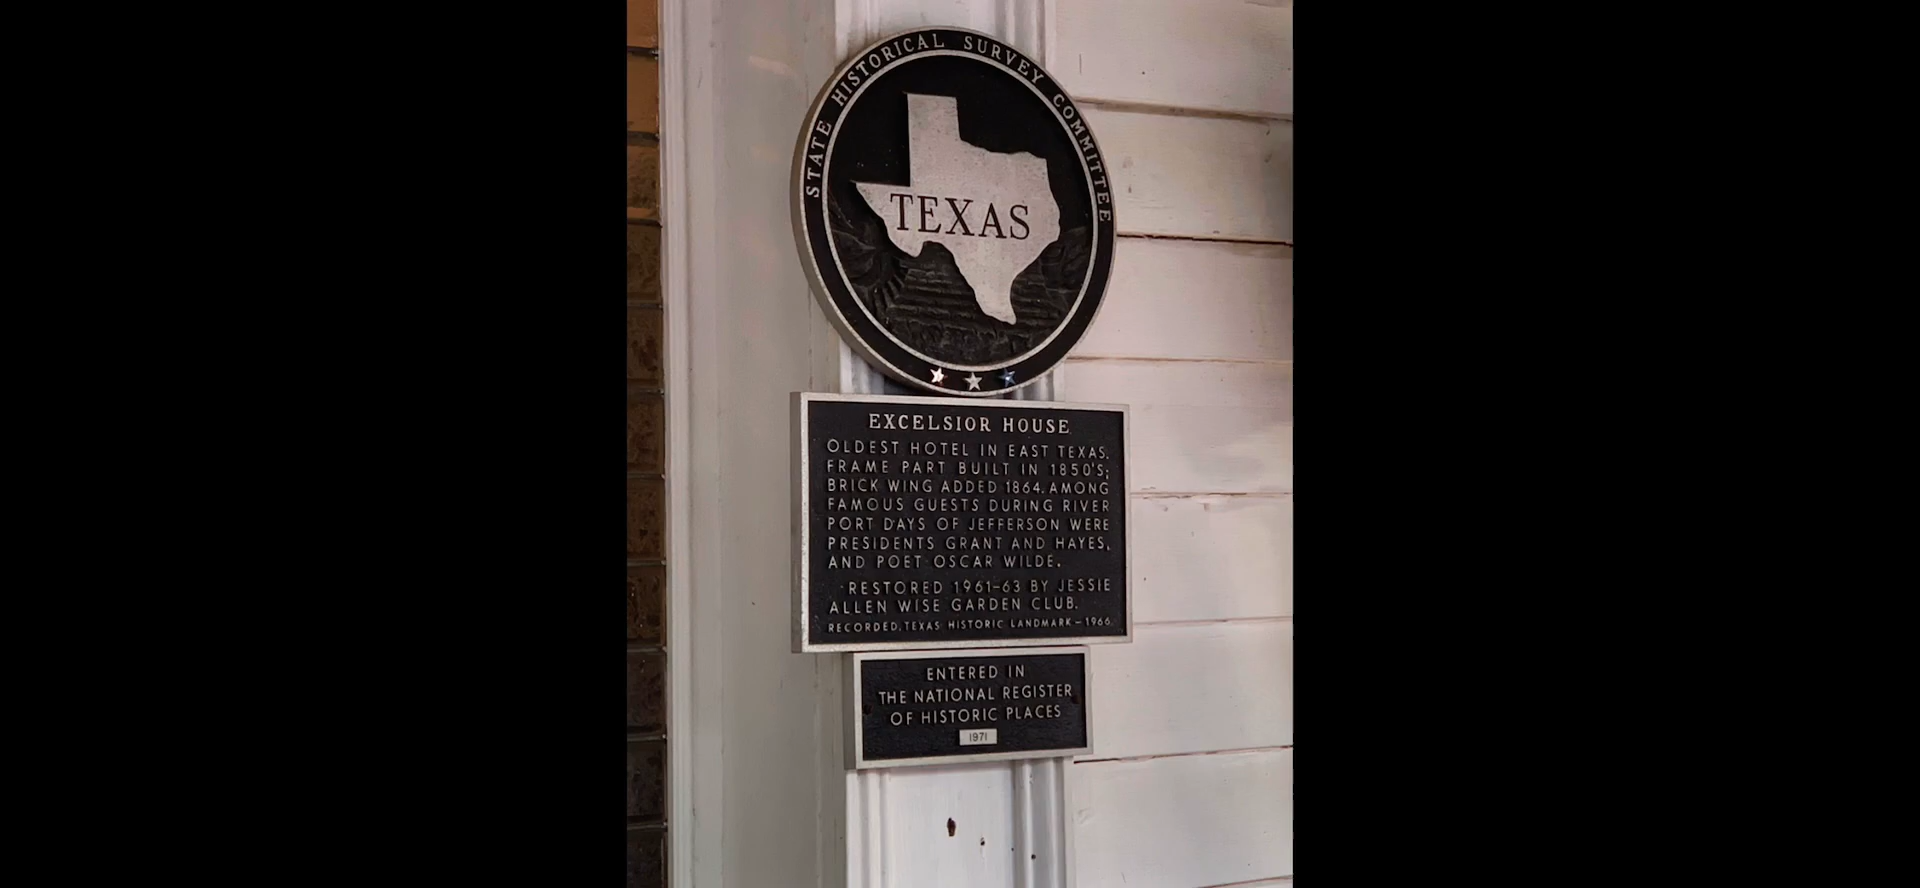 STATE HISTORICAL SURVEY COMMITTEE
TEXAS
EXCELSIOR HOUSE
OLDEST HOTEL IN EAST TEXAS.
FRAME PART BUILT IN 1850'S;
BRICK WING ADDED 1864. AMONG
FAMOUS GUESTS DURING RIVER
PORT DAYS OF JEFFERSON WERE
PRESIDENTS GRANT AND HAYES,
AND POET OSCAR WILDE.
RESTORED 1961-63 BY JESSIE
ALLEN WISE GARDEN CLUB.
RECORDED, TEXAS HISTORIC LANDMARK - 1966
ENTERED IN
THE NATIONAL REGISTER
OF HISTORIC PLACES
1971